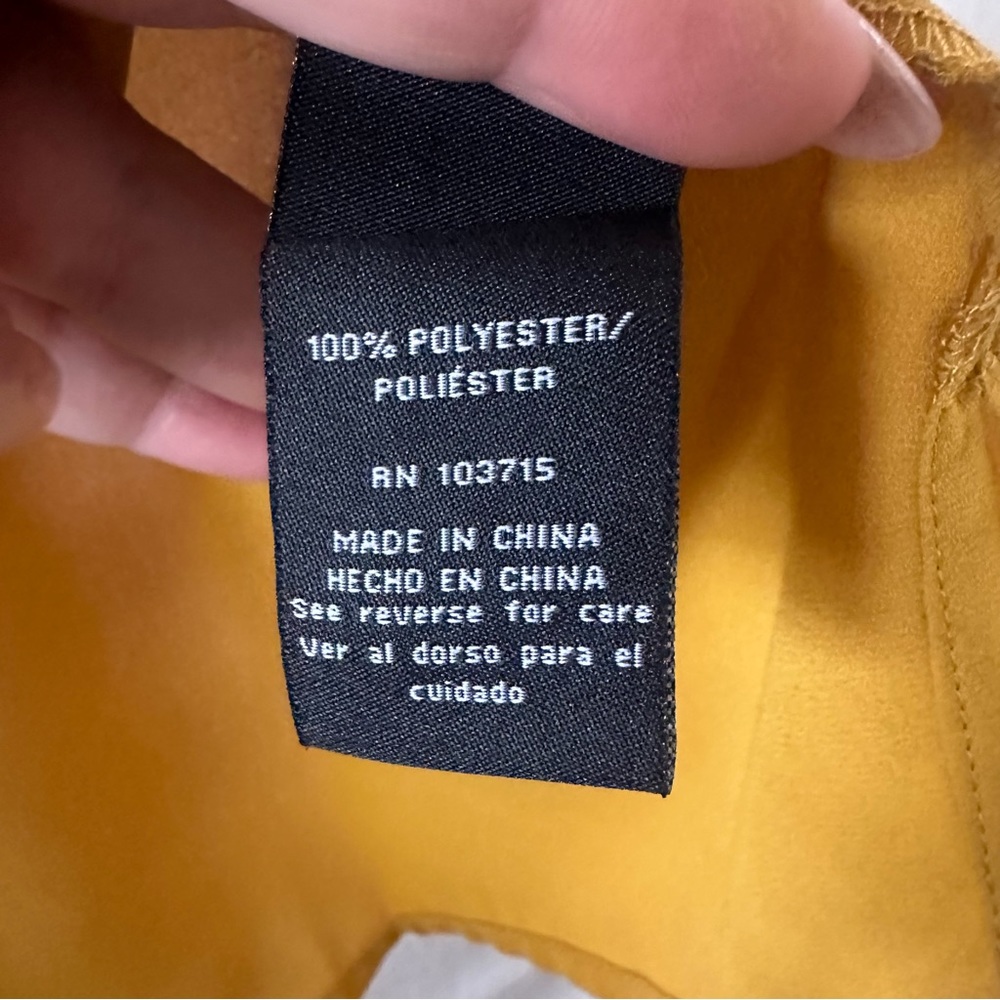 100% POLYESTER/
POLIÉSTER
RN 103715
MADE IN CHINA
HECHO EN CHINA
See reverse for care
Ver al dorso para el
cuidado